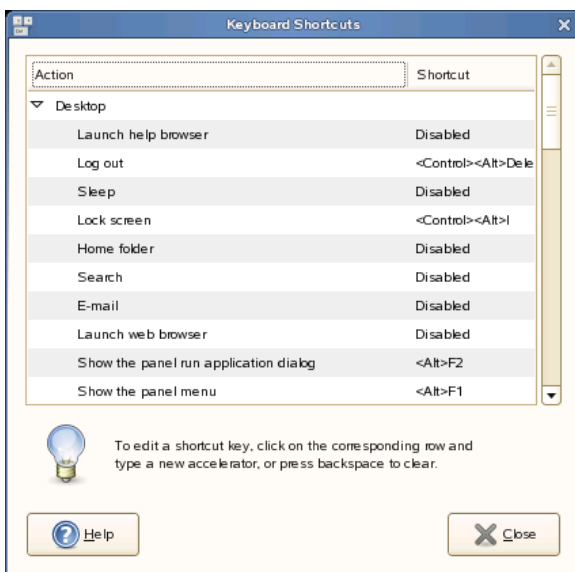 Keyboard Shortcuts
Action Shortcut
Desktop
Launch help browser Disabled
Log out <Control><Alt>Dele
Sleep Disabled
Lock screen <Control><Alt>l
Home folder Disabled
Search Disabled
E-mail Disabled
Launch web browser Disabled
Show the panel run application dialog <Alt>F2
Show the panel menu <Alt>F1
To edit a shortcut key, click on the corresponding row and
type a new accelerator, or press backspace to clear.
Help Close